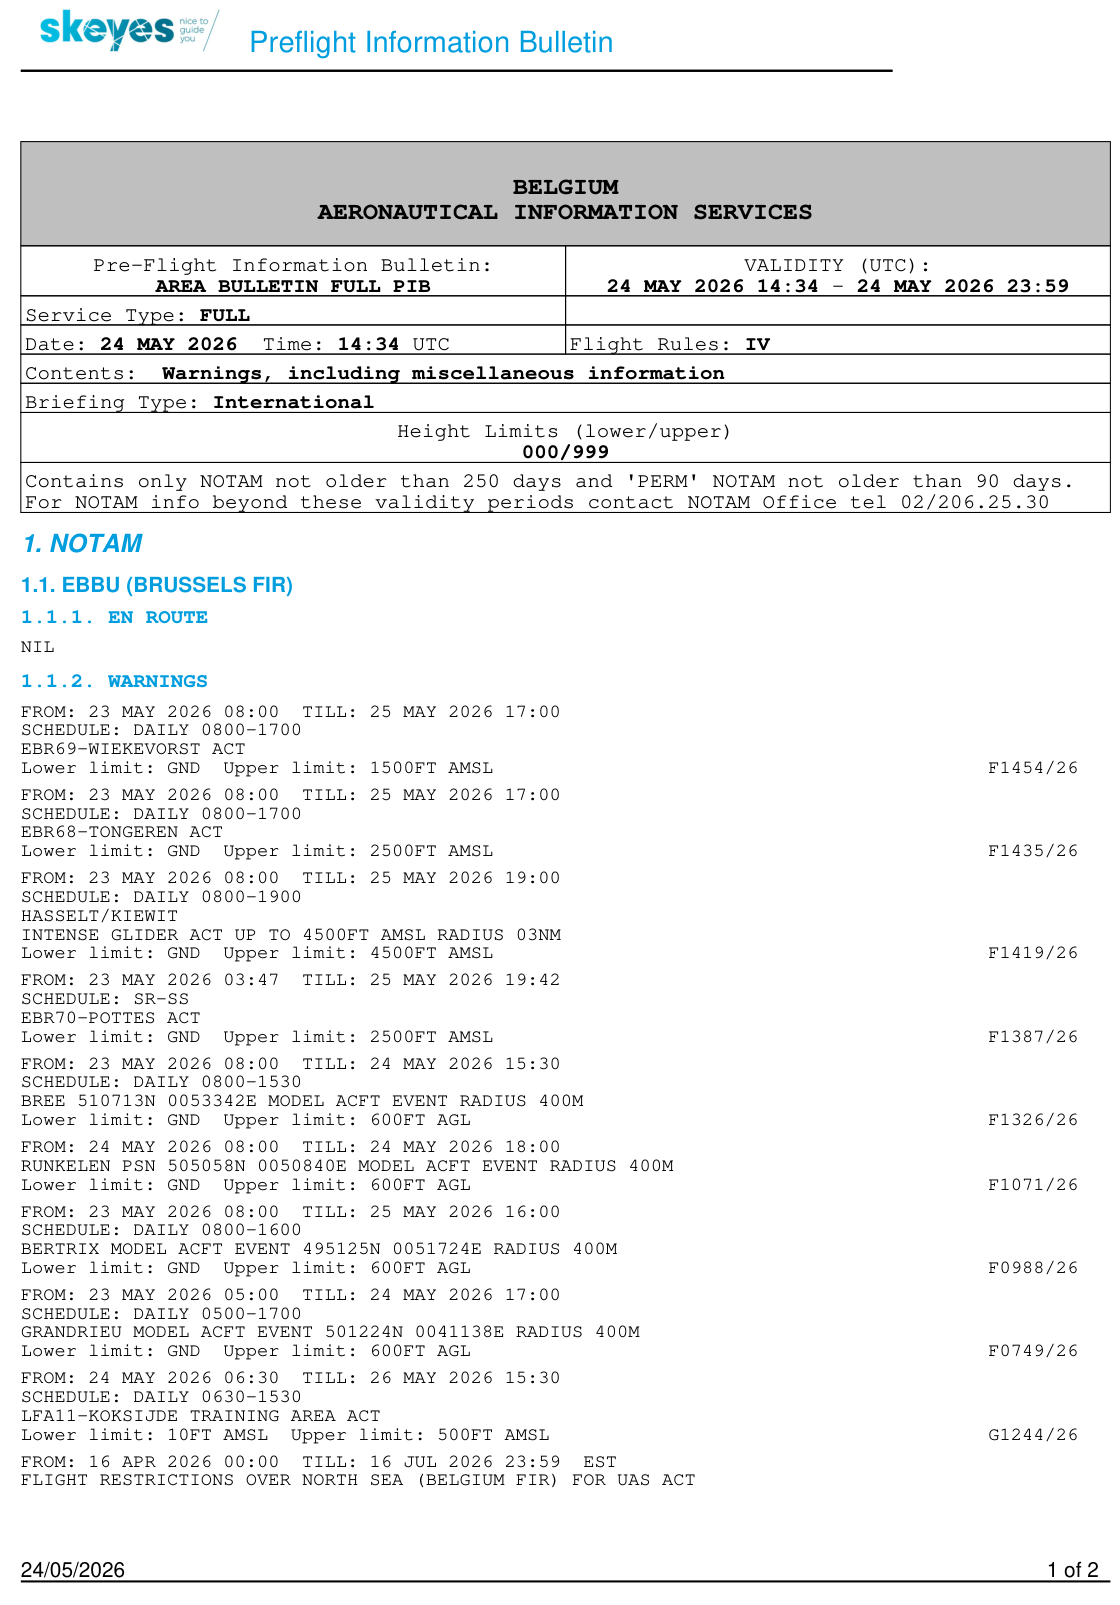 skeyes nice to guide you
Preflight Information Bulletin
BELGIUM
AERONAUTICAL INFORMATION SERVICES
Pre-Flight Information Bulletin:
AREA BULLETIN FULL PIB
VALIDITY (UTC):
24 MAY 2026 14:34 - 24 MAY 2026 23:59
Service Type: FULL
Date: 24 MAY 2026  Time: 14:34 UTC
Flight Rules: IV
Contents:  Warnings, including miscellaneous information
Briefing Type: International
Height Limits (lower/upper)
000/999
Contains only NOTAM not older than 250 days and 'PERM' NOTAM not older than 90 days.
For NOTAM info beyond these validity periods contact NOTAM Office tel 02/206.25.30
1. NOTAM
1.1. EBBU (BRUSSELS FIR)
1.1.1. EN ROUTE
NIL
1.1.2. WARNINGS
FROM: 23 MAY 2026 08:00  TILL: 25 MAY 2026 17:00
SCHEDULE: DAILY 0800-1700
EBR69-WIEKEVORST ACT
Lower limit: GND  Upper limit: 1500FT AMSL F1454/26
FROM: 23 MAY 2026 08:00  TILL: 25 MAY 2026 17:00
SCHEDULE: DAILY 0800-1700
EBR68-TONGEREN ACT
Lower limit: GND  Upper limit: 2500FT AMSL F1435/26
FROM: 23 MAY 2026 08:00  TILL: 25 MAY 2026 19:00
SCHEDULE: DAILY 0800-1900
HASSELT/KIEWIT
INTENSE GLIDER ACT UP TO 4500FT AMSL RADIUS 03NM
Lower limit: GND  Upper limit: 4500FT AMSL F1419/26
FROM: 23 MAY 2026 03:47  TILL: 25 MAY 2026 19:42
SCHEDULE: SR-SS
EBR70-POTTES ACT
Lower limit: GND  Upper limit: 2500FT AMSL F1387/26
FROM: 23 MAY 2026 08:00  TILL: 24 MAY 2026 15:30
SCHEDULE: DAILY 0800-1530
BREE 510713N 0053342E MODEL ACFT EVENT RADIUS 400M
Lower limit: GND  Upper limit: 600FT AGL F1326/26
FROM: 24 MAY 2026 08:00  TILL: 24 MAY 2026 18:00
RUNKELEN PSN 505058N 0050840E MODEL ACFT EVENT RADIUS 400M
Lower limit: GND  Upper limit: 600FT AGL F1071/26
FROM: 23 MAY 2026 08:00  TILL: 25 MAY 2026 16:00
SCHEDULE: DAILY 0800-1600
BERTRIX MODEL ACFT EVENT 495125N 0051724E RADIUS 400M
Lower limit: GND  Upper limit: 600FT AGL F0988/26
FROM: 23 MAY 2026 05:00  TILL: 24 MAY 2026 17:00
SCHEDULE: DAILY 0500-1700
GRANDRIEU MODEL ACFT EVENT 501224N 0041138E RADIUS 400M
Lower limit: GND  Upper limit: 600FT AGL F0749/26
FROM: 24 MAY 2026 06:30  TILL: 26 MAY 2026 15:30
SCHEDULE: DAILY 0630-1530
LFA11-KOKSIJDE TRAINING AREA ACT
Lower limit: 10FT AMSL  Upper limit: 500FT AMSL G1244/26
FROM: 16 APR 2026 00:00  TILL: 16 JUL 2026 23:59  EST
FLIGHT RESTRICTIONS OVER NORTH SEA (BELGIUM FIR) FOR UAS ACT
24/05/2026
1 of 2